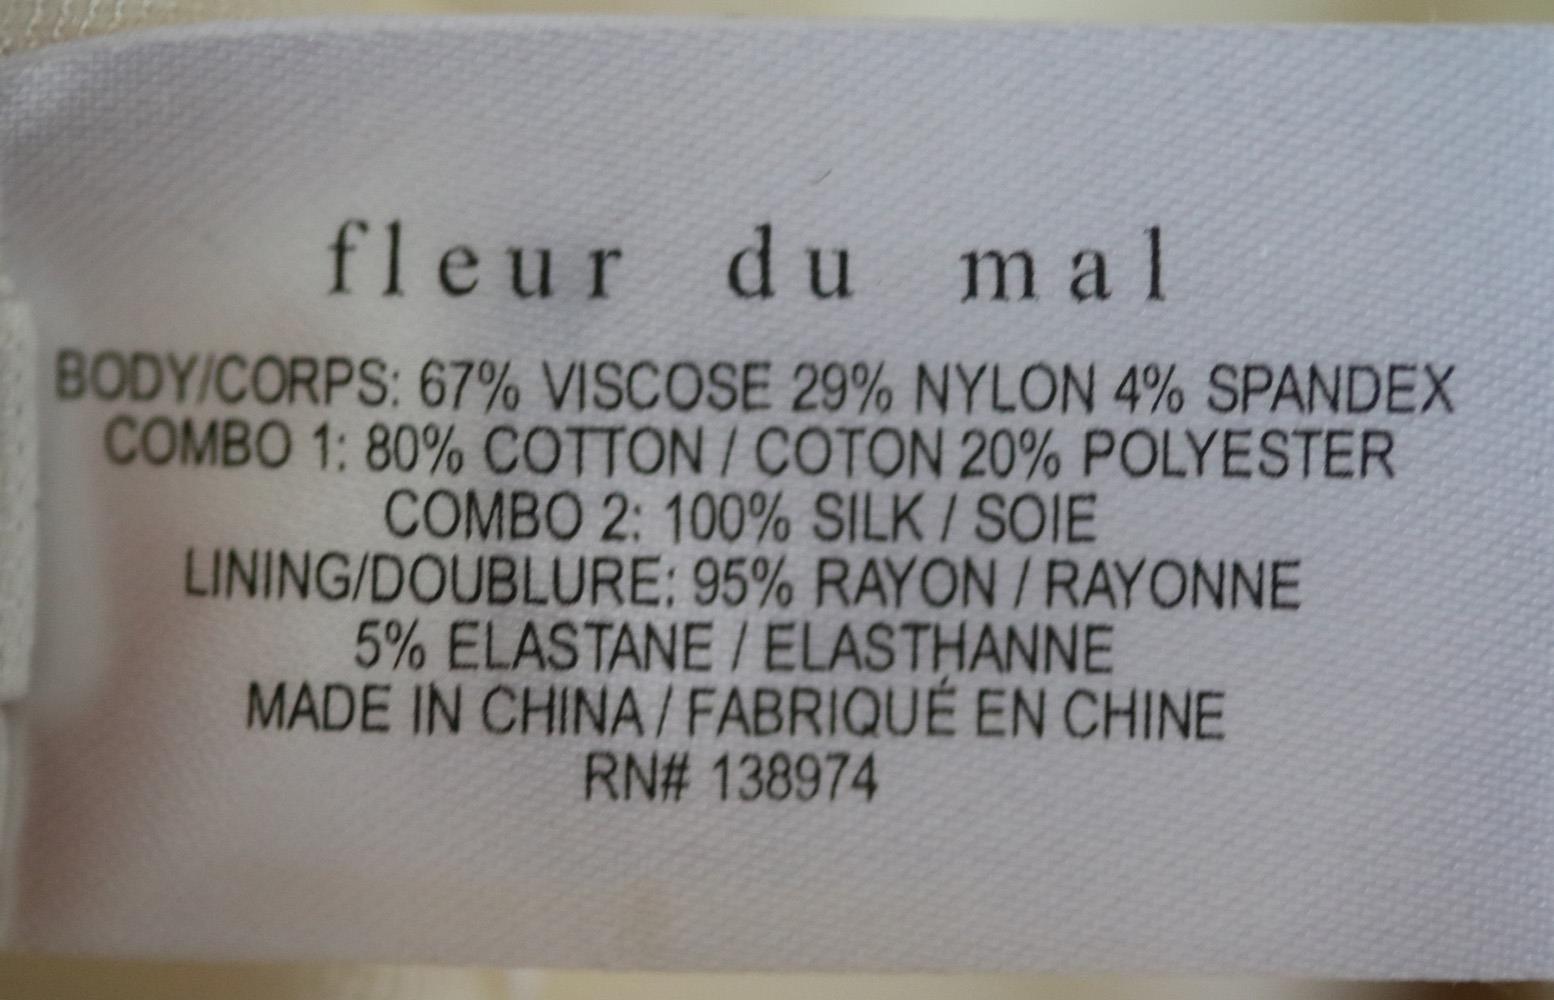 fleur du mal
BODY/CORPS: 67% VISCOSE 29% NYLON 4% SPANDEX
COMBO 1: 80% COTTON / COTON 20% POLYESTER
COMBO 2: 100% SILK / SOIE
LINING/DOUBLURE: 95% RAYON / RAYONNE
5% ELASTANE / ELASTHANNE
MADE IN CHINA / FABRIQUÉ EN CHINE
RN# 138974